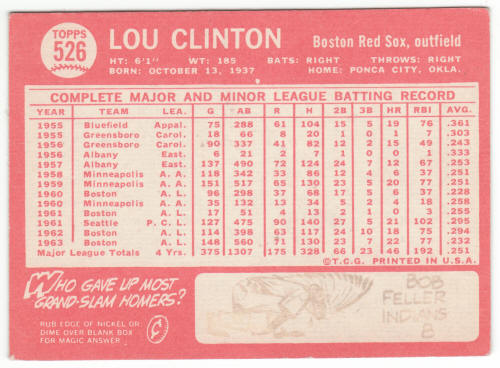 TOPPS
526
LOU CLINTON
Boston Red Sox, outfield
HT: 6'1" WT: 185 BATS: RIGHT THROWS: RIGHT
BORN: OCTOBER 13, 1937 HOME: PONCA CITY, OKLA.
COMPLETE MAJOR AND MINOR LEAGUE BATTING RECORD
YEAR TEAM LEA. G AB R H 2B 3B HR RBI AVG.
1955 Bluefield Appal. 75 288 61 104 15 5 19 76 .361
1955 Greensboro Carol. 18 66 8 20 1 0 1 7 .303
1956 Greensboro Carol. 90 337 41 82 12 2 15 49 .243
1956 Albany East. 6 21 2 7 1 0 0 1 .333
1957 Albany East. 137 490 72 131 24 7 12 67 .253
1958 Minneapolis A. A. 118 342 33 86 14 4 12 36 .251
1959 Minneapolis A. A. 151 517 65 130 23 5 20 77 .251
1960 Boston A. L. 96 298 37 68 17 5 6 37 .228
1960 Minneapolis A. A. 35 132 13 34 5 2 4 18 .258
1961 Boston A. L. 17 51 4 13 2 1 0 3 .255
1961 Seattle P. C. L. 127 475 90 140 27 5 21 102 .295
1962 Boston A. L. 114 398 63 117 24 10 18 75 .294
1963 Boston A. L. 148 560 71 130 23 7 22 77 .232
Major League Totals 4 Yrs. 375 1307 175 328 66 23 46 192 .251
©T.C.G. PRINTED IN U.S.A.
WHO GAVE UP MOST
GRAND-SLAM HOMERS?
RUB EDGE OF NICKEL OR
DIME OVER BLANK BOX
FOR MAGIC ANSWER.
BOB
FELLER
INDIANS
8